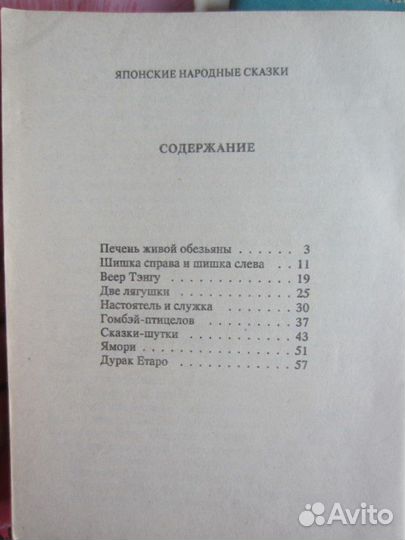 ЯПОНСКИЕ НАРОДНЫЕ СКАЗКИ
СОДЕРЖАНИЕ
Печень живой обезьяны . . . . . . 3
Шишка справа и шишка слева . . 11
Веер Тэнгу . . . . . . . . . . . . 19
Две лягушки . . . . . . . . . . . 25
Настоятель и служка . . . . . . . 30
Гомбэй-птицелов . . . . . . . . . 37
Сказки-шутки . . . . . . . . . . 43
Ямори . . . . . . . . . . . . . . 51
Дурак Етаро . . . . . . . . . . . 57
Avito